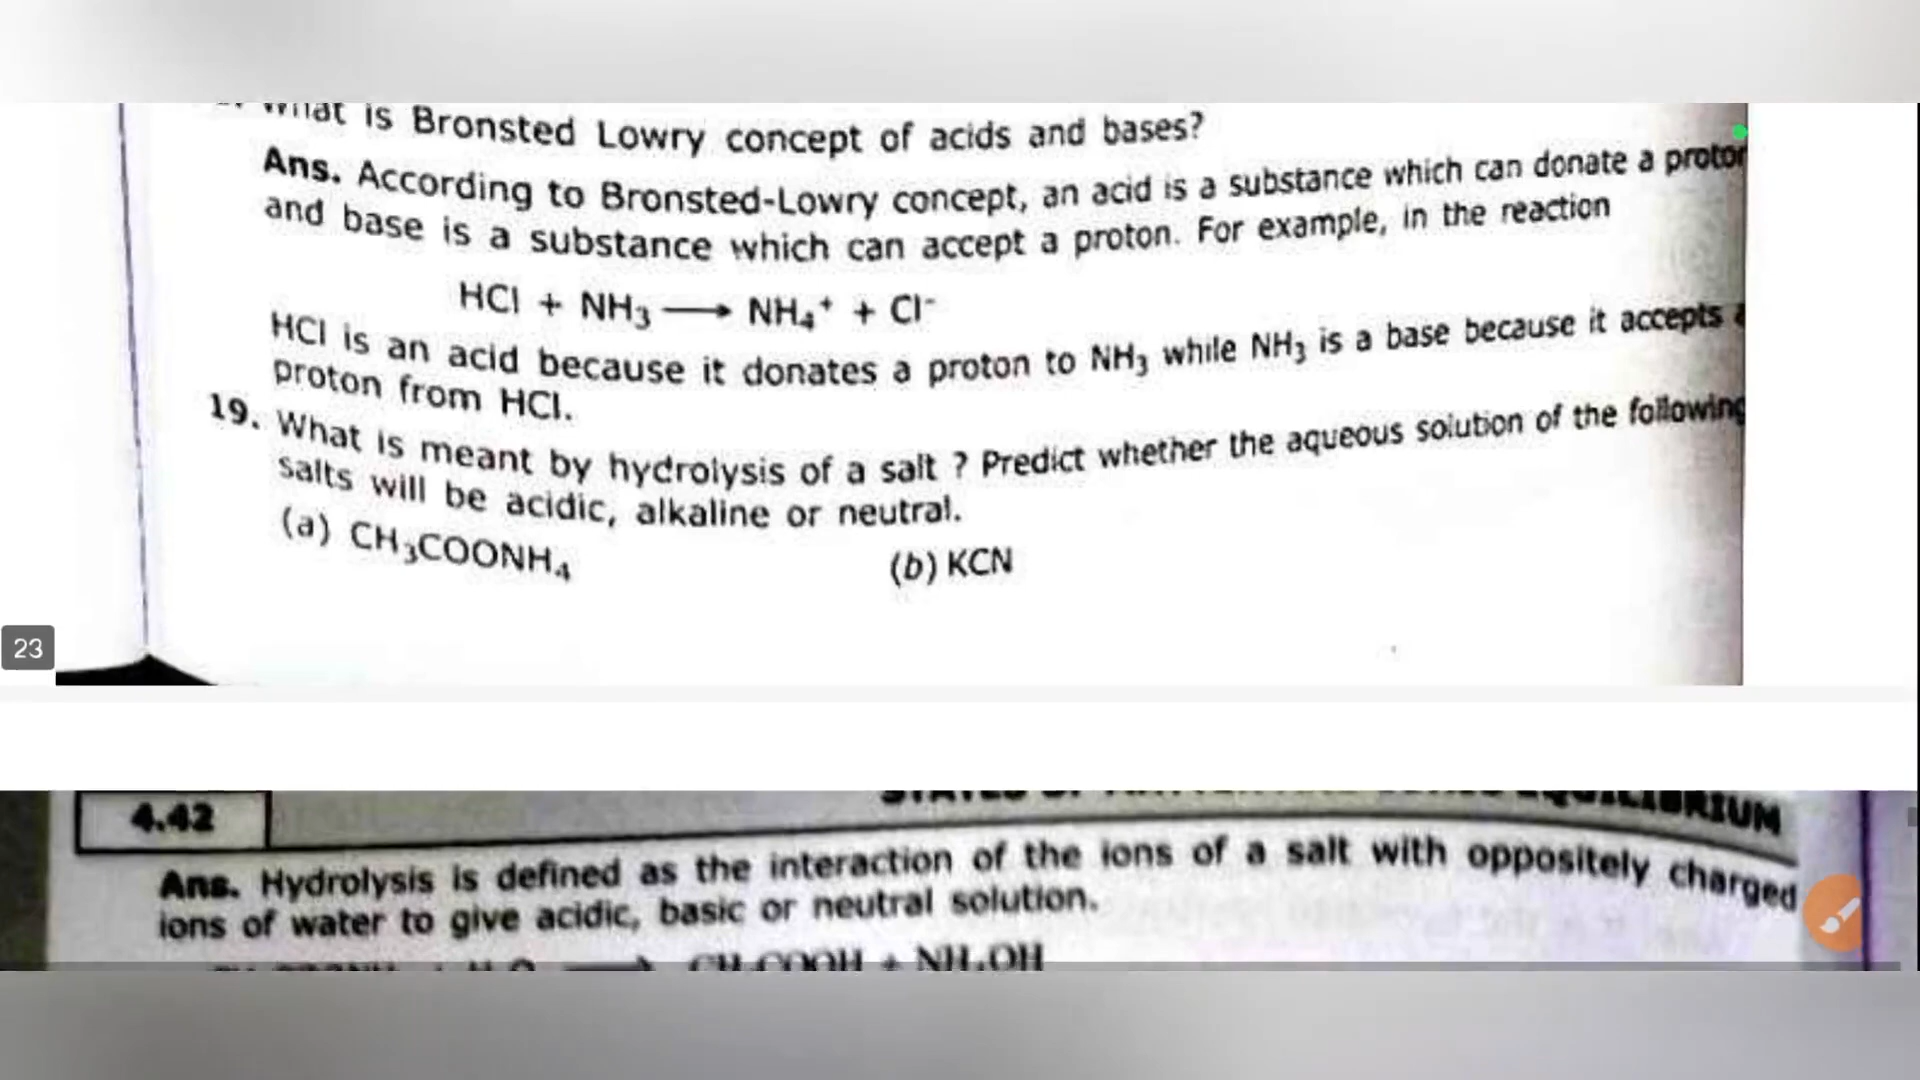 What is Bronsted Lowry concept of acids and bases?
Ans. According to Bronsted-Lowry concept, an acid is a substance which can donate a proton
and base is a substance which can accept a proton. For example, in the reaction
HCl + NH₃ ⟶ NH₄⁺ + Cl⁻
HCl is an acid because it donates a proton to NH₃ while NH₃ is a base because it accepts a
proton from HCl.
19. What is meant by hydrolysis of a salt ? Predict whether the aqueous solution of the following
salts will be acidic, alkaline or neutral.
(a) CH₃COONH₄ (b) KCN
23
4.42 EQUILIBRIUM
Ans. Hydrolysis is defined as the interaction of the ions of a salt with oppositely charged
ions of water to give acidic, basic or neutral solution.
⟶ CH₃COOH + NH₄OH